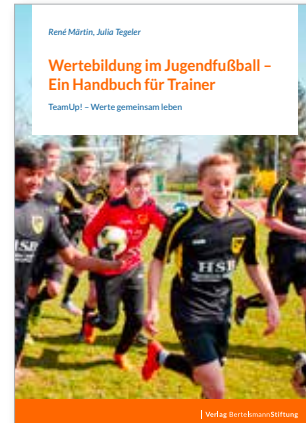 René Märtin, Julia Tegeler
Wertebildung im Jugendfußball –
Ein Handbuch für Trainer
TeamUp! – Werte gemeinsam leben
HSB
HSB
Verlag BertelsmannStiftung